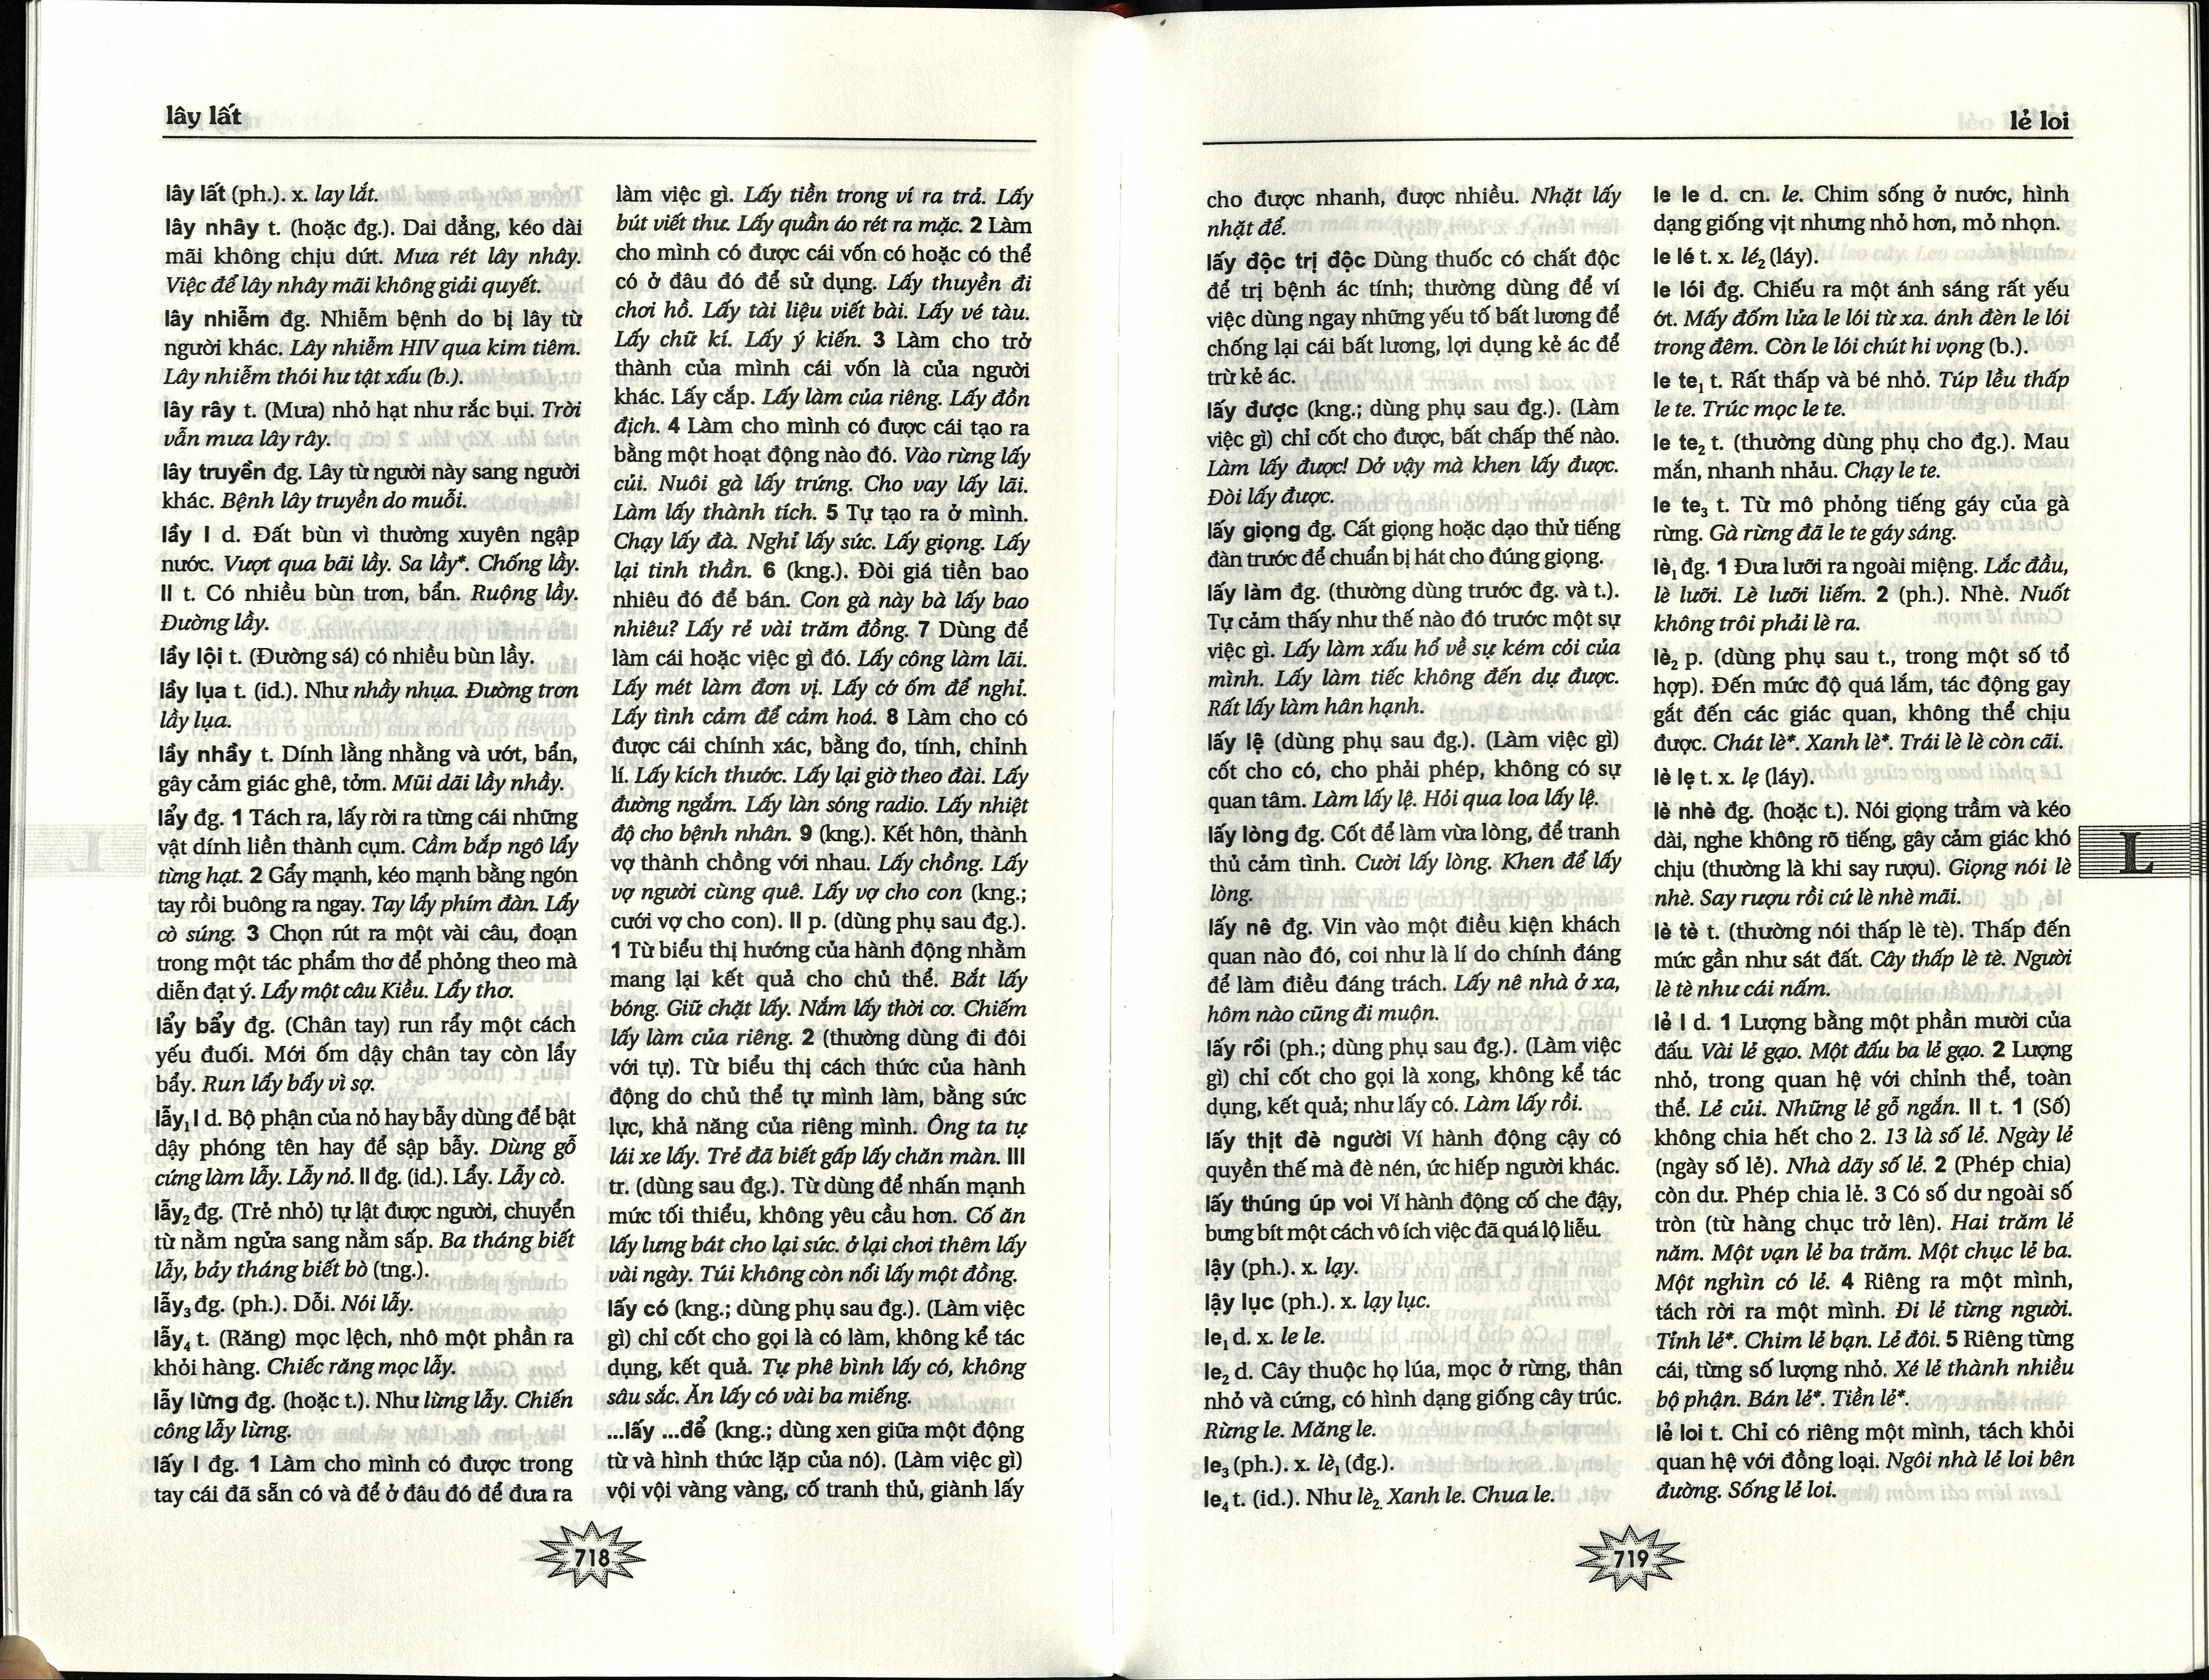 lây lất
lây lất (ph.). x. lay lắt.
lây nhây t. (hoặc đg.). Dai dẳng, kéo dài
mãi không chịu dứt. Mưa rét lây nhây.
Việc để lây nhây mãi không giải quyết.
lây nhiễm đg. Nhiễm bệnh do bị lây từ
người khác. Lây nhiễm HIV qua kim tiêm.
Lây nhiễm thói hư tật xấu (b.).
lây rây t. (Mưa) nhỏ hạt như rắc bụi. Trời
vẫn mưa lây rây.
lây truyền đg. Lây từ người này sang người
khác. Bệnh lây truyền do muỗi.
lầy I d. Đất bùn vì thường xuyên ngập
nước. Vượt qua bãi lầy. Sa lầy*. Chống lầy.
II t. Có nhiều bùn trơn, bẩn. Ruộng lầy.
Đường lầy.
lầy lội t. (Đường sá) có nhiều bùn lầy.
lầy lụa t. (id.). Như nhầy nhụa. Đường trơn
lầy lụa.
lầy nhầy t. Dính lằng nhằng và ướt, bẩn,
gây cảm giác ghê, tởm. Mũi dãi lầy nhầy.
lẩy đg. 1 Tách ra, lấy rời ra từng cái những
vật dính liền thành cụm. Cầm bắp ngô lẩy
từng hạt. 2 Gẩy mạnh, kéo mạnh bằng ngón
tay rồi buông ra ngay. Tay lẩy phím đàn. Lẩy
cò súng. 3 Chọn rút ra một vài câu, đoạn
trong một tác phẩm thơ để phỏng theo mà
diễn đạt ý. Lẩy một câu Kiều. Lẩy thơ.
lẩy bẩy đg. (Chân tay) run rẩy một cách
yếu đuối. Mới ốm dậy chân tay còn lẩy
bẩy. Run lẩy bẩy vì sợ.
lẫy₁ I d. Bộ phận của nỏ hay bẫy dùng để bật
dậy phóng tên hay để sập bẫy. Dùng gỗ
cứng làm lẫy. Lẫy nỏ. II đg. (id.). Lẩy. Lẫy cò.
lẫy₂ đg. (Trẻ nhỏ) tự lật được người, chuyển
từ nằm ngửa sang nằm sấp. Ba tháng biết
lẫy, bảy tháng biết bò (tng.).
lẫy₃ đg. (ph.). Dỗi. Nói lẫy.
lẫy₄ t. (Răng) mọc lệch, nhô một phần ra
khỏi hàng. Chiếc răng mọc lẫy.
lẫy lừng đg. (hoặc t.). Như lừng lẫy. Chiến
công lẫy lừng.
lấy I đg. 1 Làm cho mình có được trong
tay cái đã sẵn có và để ở đâu đó để đưa ra
làm việc gì. Lấy tiền trong ví ra trả. Lấy
bút viết thư. Lấy quần áo rét ra mặc. 2 Làm
cho mình có được cái vốn có hoặc có thể
có ở đâu đó để sử dụng. Lấy thuyền đi
chơi hồ. Lấy tài liệu viết bài. Lấy vé tàu.
Lấy chữ kí. Lấy ý kiến. 3 Làm cho trở
thành của mình cái vốn là của người
khác. Lấy cắp. Lấy làm của riêng. Lấy đồn
địch. 4 Làm cho mình có được cái tạo ra
bằng một hoạt động nào đó. Vào rừng lấy
củi. Nuôi gà lấy trứng. Cho vay lấy lãi.
Làm lấy thành tích. 5 Tự tạo ra ở mình.
Chạy lấy đà. Nghỉ lấy sức. Lấy giọng. Lấy
lại tinh thần. 6 (kng.). Đòi giá tiền bao
nhiêu đó để bán. Con gà này bà lấy bao
nhiêu? Lấy rẻ vài trăm đồng. 7 Dùng để
làm cái hoặc việc gì đó. Lấy công làm lãi.
Lấy mét làm đơn vị. Lấy cớ ốm để nghỉ.
Lấy tình cảm để cảm hoá. 8 Làm cho có
được cái chính xác, bằng đo, tính, chỉnh
lí. Lấy kích thước. Lấy lại giờ theo đài. Lấy
đường ngắm. Lấy làn sóng radio. Lấy nhiệt
độ cho bệnh nhân. 9 (kng.). Kết hôn, thành
vợ thành chồng với nhau. Lấy chồng. Lấy
vợ người cùng quê. Lấy vợ cho con (kng.;
cưới vợ cho con). II p. (dùng phụ sau đg.).
1 Từ biểu thị hướng của hành động nhằm
mang lại kết quả cho chủ thể. Bắt lấy
bóng. Giữ chặt lấy. Nắm lấy thời cơ. Chiếm
lấy làm của riêng. 2 (thường dùng đi đôi
với tự). Từ biểu thị cách thức của hành
động do chủ thể tự mình làm, bằng sức
lực, khả năng của riêng mình. Ông ta tự
lái xe lấy. Trẻ đã biết gấp lấy chăn màn. III
tr. (dùng sau đg.). Từ dùng để nhấn mạnh
mức tối thiểu, không yêu cầu hơn. Cố ăn
lấy lưng bát cho lại sức. ở lại chơi thêm lấy
vài ngày. Túi không còn nổi lấy một đồng.
lấy có (kng.; dùng phụ sau đg.). (Làm việc
gì) chỉ cốt cho gọi là có làm, không kể tác
dụng, kết quả. Tự phê bình lấy có, không
sâu sắc. Ăn lấy có vài ba miếng.
...lấy ...để (kng.; dùng xen giữa một động
từ và hình thức lặp của nó). (Làm việc gì)
vội vội vàng vàng, cố tranh thủ, giành lấy
718
lẻ loi
cho được nhanh, được nhiều. Nhặt lấy
nhặt để.
lấy độc trị độc Dùng thuốc có chất độc
để trị bệnh ác tính; thường dùng để ví
việc dùng ngay những yếu tố bất lương để
chống lại cái bất lương, lợi dụng kẻ ác để
trừ kẻ ác.
lấy được (kng.; dùng phụ sau đg.). (Làm
việc gì) chỉ cốt cho được, bất chấp thế nào.
Làm lấy được! Dở vậy mà khen lấy được.
Đòi lấy được.
lấy giọng đg. Cất giọng hoặc dạo thử tiếng
đàn trước để chuẩn bị hát cho đúng giọng.
lấy làm đg. (thường dùng trước đg. và t.).
Tự cảm thấy như thế nào đó trước một sự
việc gì. Lấy làm xấu hổ về sự kém cỏi của
mình. Lấy làm tiếc không đến dự được.
Rất lấy làm hân hạnh.
lấy lệ (dùng phụ sau đg.). (Làm việc gì)
cốt cho có, cho phải phép, không có sự
quan tâm. Làm lấy lệ. Hỏi qua loa lấy lệ.
lấy lòng đg. Cốt để làm vừa lòng, để tranh
thủ cảm tình. Cười lấy lòng. Khen để lấy
lòng.
lấy nê đg. Vin vào một điều kiện khách
quan nào đó, coi như là lí do chính đáng
để làm điều đáng trách. Lấy nê nhà ở xa,
hôm nào cũng đi muộn.
lấy rồi (ph.; dùng phụ sau đg.). (Làm việc
gì) chỉ cốt cho gọi là xong, không kể tác
dụng, kết quả; như lấy có. Làm lấy rồi.
lấy thịt đè người Ví hành động cậy có
quyền thế mà đè nén, ức hiếp người khác.
lấy thúng úp voi Ví hành động cố che đậy,
bưng bít một cách vô ích việc đã quá lộ liễu.
lậy (ph.). x. lạy.
lậy lục (ph.). x. lạy lục.
le₁ d. x. le le.
le₂ d. Cây thuộc họ lúa, mọc ở rừng, thân
nhỏ và cứng, có hình dạng giống cây trúc.
Rừng le. Măng le.
le₃ (ph.). x. lè₁ (đg.).
le₄ t. (id.). Như lè₂. Xanh le. Chua le.
le le d. cn. le. Chim sống ở nước, hình
dạng giống vịt nhưng nhỏ hơn, mỏ nhọn.
le lé t. x. lé₂ (láy).
le lói đg. Chiếu ra một ánh sáng rất yếu
ớt. Mấy đốm lửa le lói từ xa. ánh đèn le lói
trong đêm. Còn le lói chút hi vọng (b.).
le te₁ t. Rất thấp và bé nhỏ. Túp lều thấp
le te. Trúc mọc le te.
le te₂ t. (thường dùng phụ cho đg.). Mau
mắn, nhanh nhảu. Chạy le te.
le te₃ t. Từ mô phỏng tiếng gáy của gà
rừng. Gà rừng đã le te gáy sáng.
lè₁ đg. 1 Đưa lưỡi ra ngoài miệng. Lắc đầu,
lè lưỡi. Lè lưỡi liếm. 2 (ph.). Nhè. Nuốt
không trôi phải lè ra.
lè₂ p. (dùng phụ sau t., trong một số tổ
hợp). Đến mức độ quá lắm, tác động gay
gắt đến các giác quan, không thể chịu
được. Chát lè*. Xanh lè*. Trái lè lè còn cãi.
lè lẹ t. x. lẹ (láy).
lè nhè đg. (hoặc t.). Nói giọng trầm và kéo
dài, nghe không rõ tiếng, gây cảm giác khó
chịu (thường là khi say rượu). Giọng nói lè
nhè. Say rượu rồi cứ lè nhè mãi.
lè tè t. (thường nói thấp lè tè). Thấp đến
mức gần như sát đất. Cây thấp lè tè. Người
lè tè như cái nấm.
lẻ I d. 1 Lượng bằng một phần mười của
đấu. Vài lẻ gạo. Một đấu ba lẻ gạo. 2 Lượng
nhỏ, trong quan hệ với chỉnh thể, toàn
thể. Lẻ củi. Những lẻ gỗ ngắn. II t. 1 (Số)
không chia hết cho 2. 13 là số lẻ. Ngày lẻ
(ngày số lẻ). Nhà dãy số lẻ. 2 (Phép chia)
còn dư. Phép chia lẻ. 3 Có số dư ngoài số
tròn (từ hàng chục trở lên). Hai trăm lẻ
năm. Một vạn lẻ ba trăm. Một chục lẻ ba.
Một nghìn có lẻ. 4 Riêng ra một mình,
tách rời ra một mình. Đi lẻ từng người.
Tính lẻ*. Chim lẻ bạn. Lẻ đôi. 5 Riêng từng
cái, từng số lượng nhỏ. Xé lẻ thành nhiều
bộ phận. Bán lẻ*. Tiền lẻ*.
lẻ loi t. Chỉ có riêng một mình, tách khỏi
quan hệ với đồng loại. Ngôi nhà lẻ loi bên
đường. Sống lẻ loi.
L
719